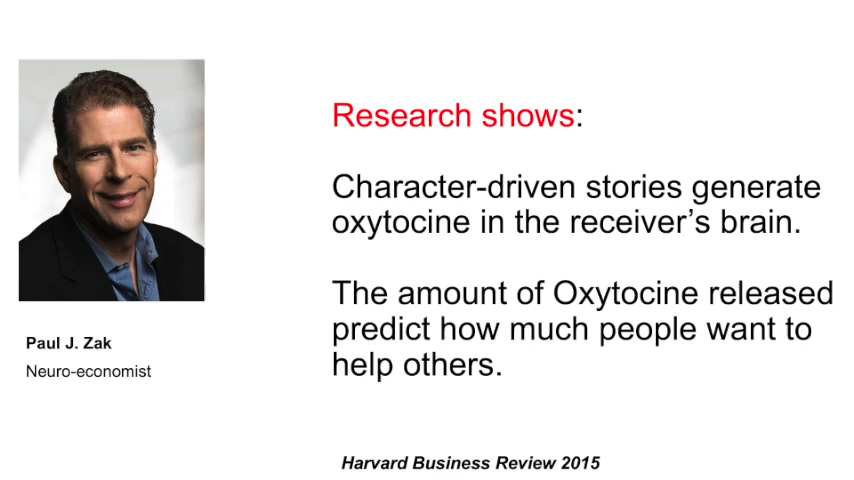 Research shows:
Character-driven stories generate
oxytocine in the receiver's brain.
The amount of Oxytocine released
predict how much people want to
help others.
Paul J. Zak
Neuro-economist
Harvard Business Review 2015